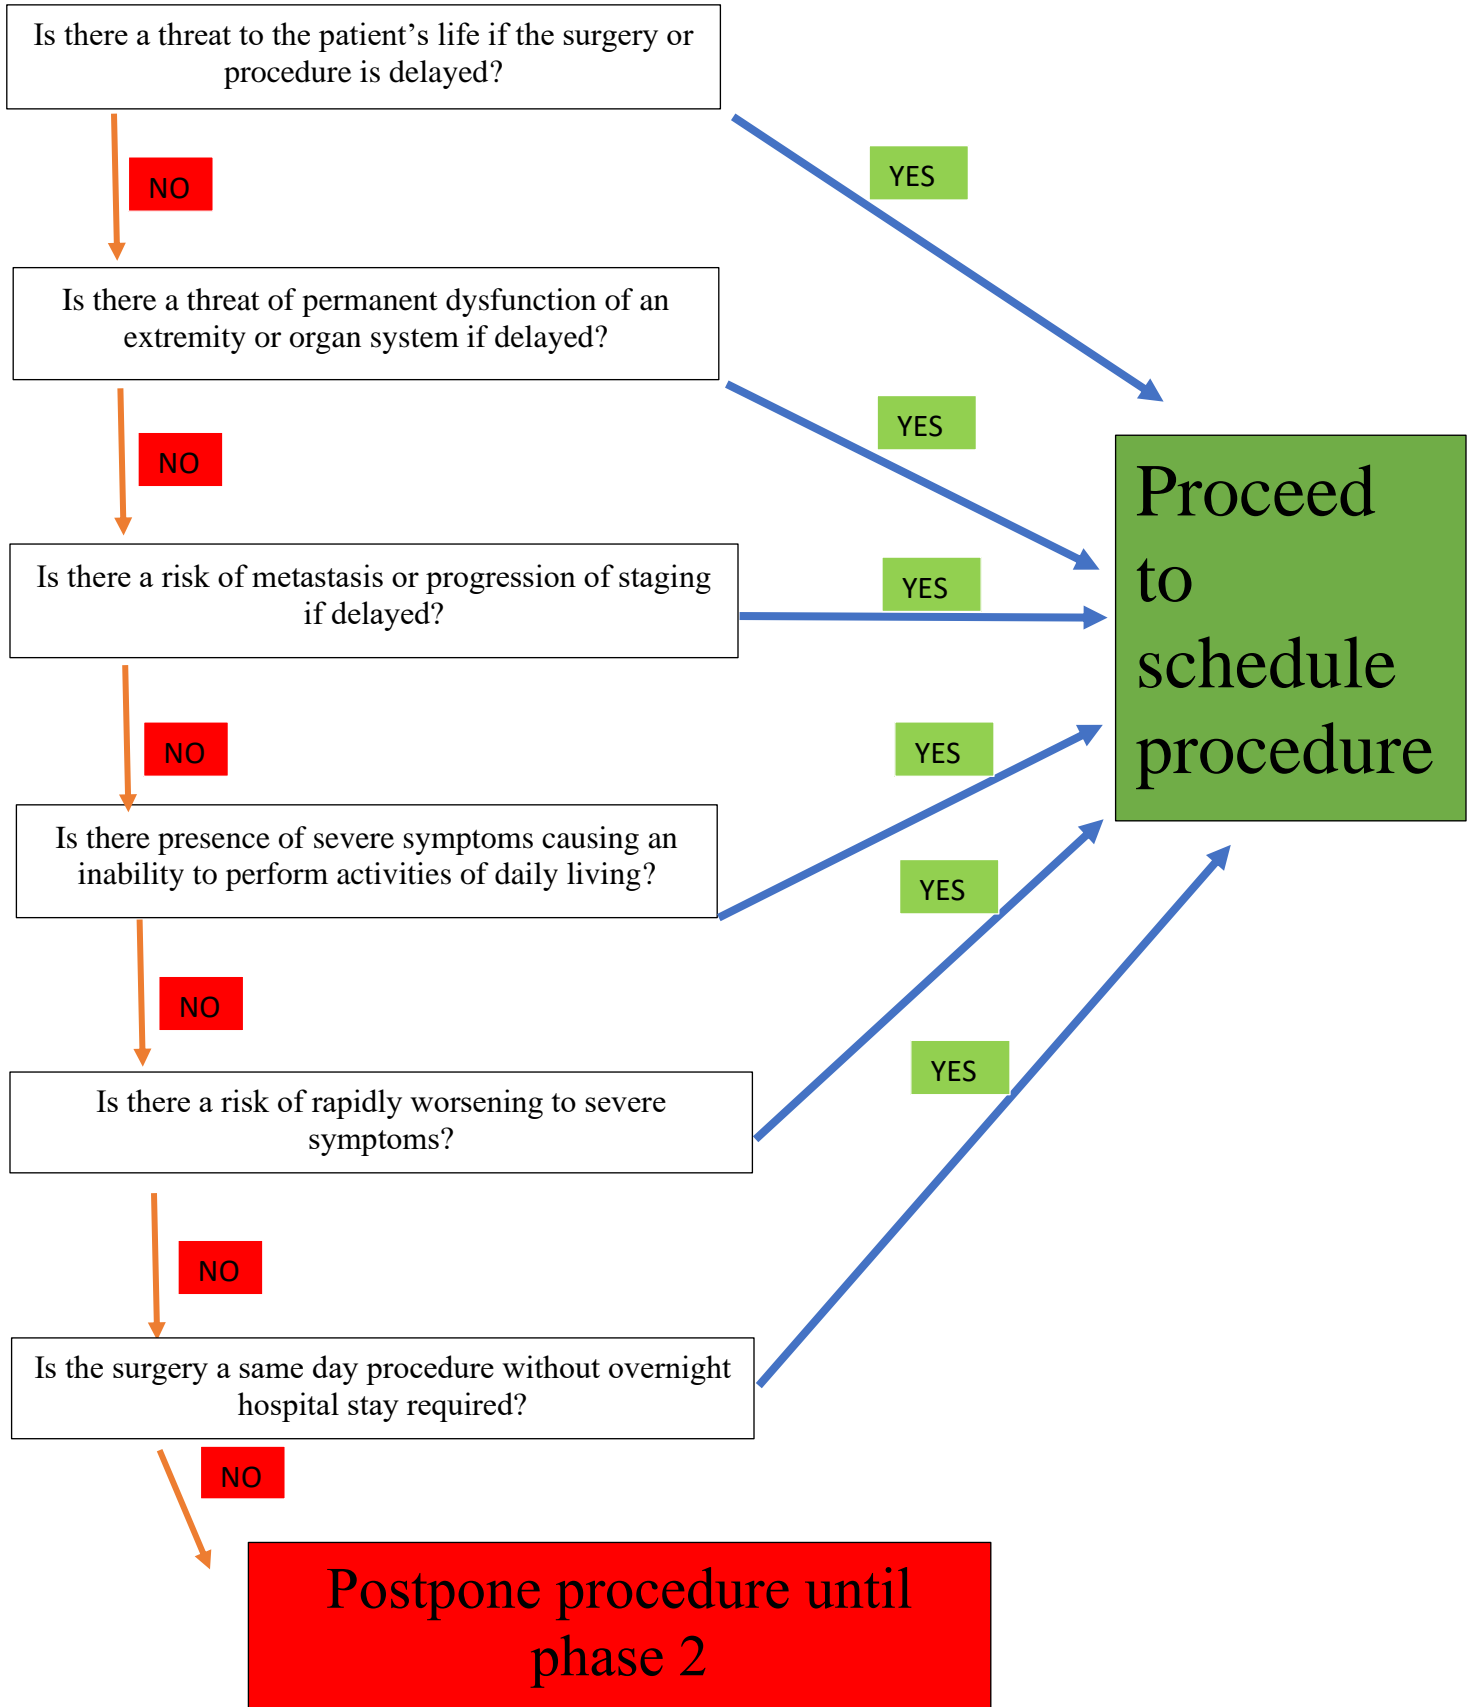 Is there a threat to the patient’s life if the surgery or
procedure is delayed?
NO
YES
Is there a threat of permanent dysfunction of an
extremity or organ system if delayed?
NO
YES
Is there a risk of metastasis or progression of staging
if delayed?
NO
YES
Is there presence of severe symptoms causing an
inability to perform activities of daily living?
NO
YES
Is there a risk of rapidly worsening to severe
symptoms?
NO
YES
Is the surgery a same day procedure without overnight
hospital stay required?
NO
YES
Proceed
to
schedule
procedure
Postpone procedure until
phase 2